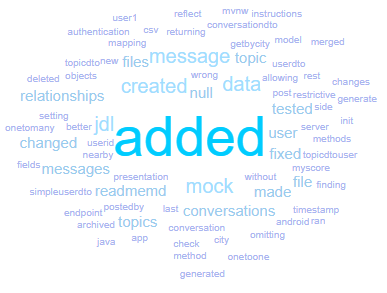 user1 reflect mvnw instructions
authentication csv returning conversationdto
mapping message getbycity model merged
topicdto new files topic userdto
deleted objects created wrong data allowing rest changes
relationships null post restrictive generate
setting jdl added tested side
onetomany better user server init
changed userid fixed methods
messages nearby topicdtouser
fields presentation mock without myscore
simpleuserdto readmemd made file finding
endpoint postedby last conversations timestamp
archived topics conversation android ran
java app check city omitting
method onetoone
generated